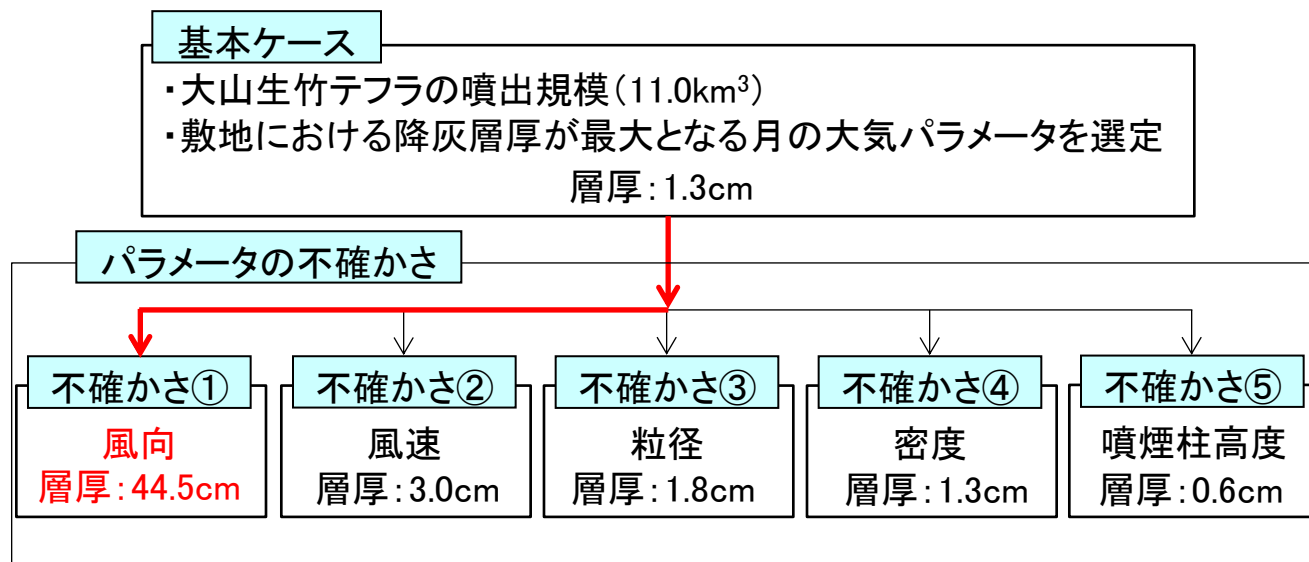 基本ケース
・大山生竹テフラの噴出規模(11.0km³)
・敷地における降灰層厚が最大となる月の大気パラメータを選定
層厚:1.3cm
パラメータの不確かさ
不確かさ①
風向
層厚:44.5cm
不確かさ②
風速
層厚:3.0cm
不確かさ③
粒径
層厚:1.8cm
不確かさ④
密度
層厚:1.3cm
不確かさ⑤
噴煙柱高度
層厚:0.6cm